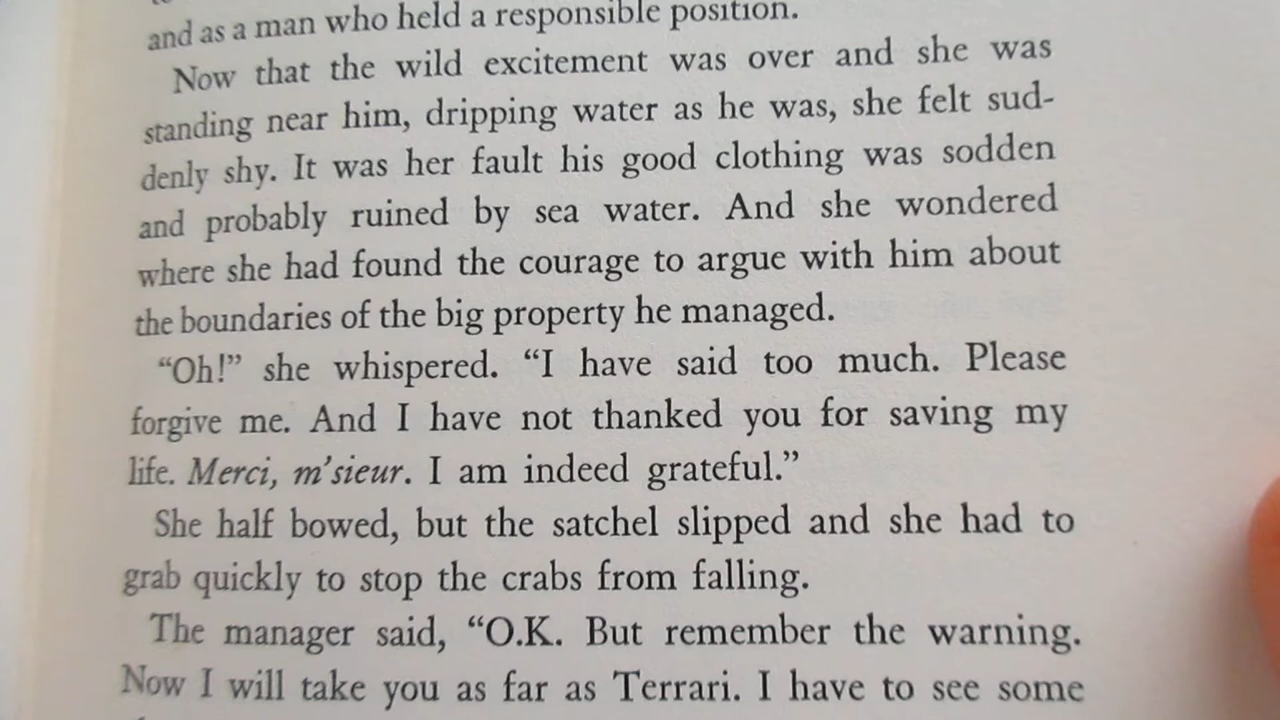 and as a man who held a responsible position.
Now that the wild excitement was over and she was
standing near him, dripping water as he was, she felt sud-
denly shy. It was her fault his good clothing was sodden
and probably ruined by sea water. And she wondered
where she had found the courage to argue with him about
the boundaries of the big property he managed.
“Oh!” she whispered. “I have said too much. Please
forgive me. And I have not thanked you for saving my
life. Merci, m’sieur. I am indeed grateful.”
She half bowed, but the satchel slipped and she had to
grab quickly to stop the crabs from falling.
The manager said, “O.K. But remember the warning.
Now I will take you as far as Terrari. I have to see some